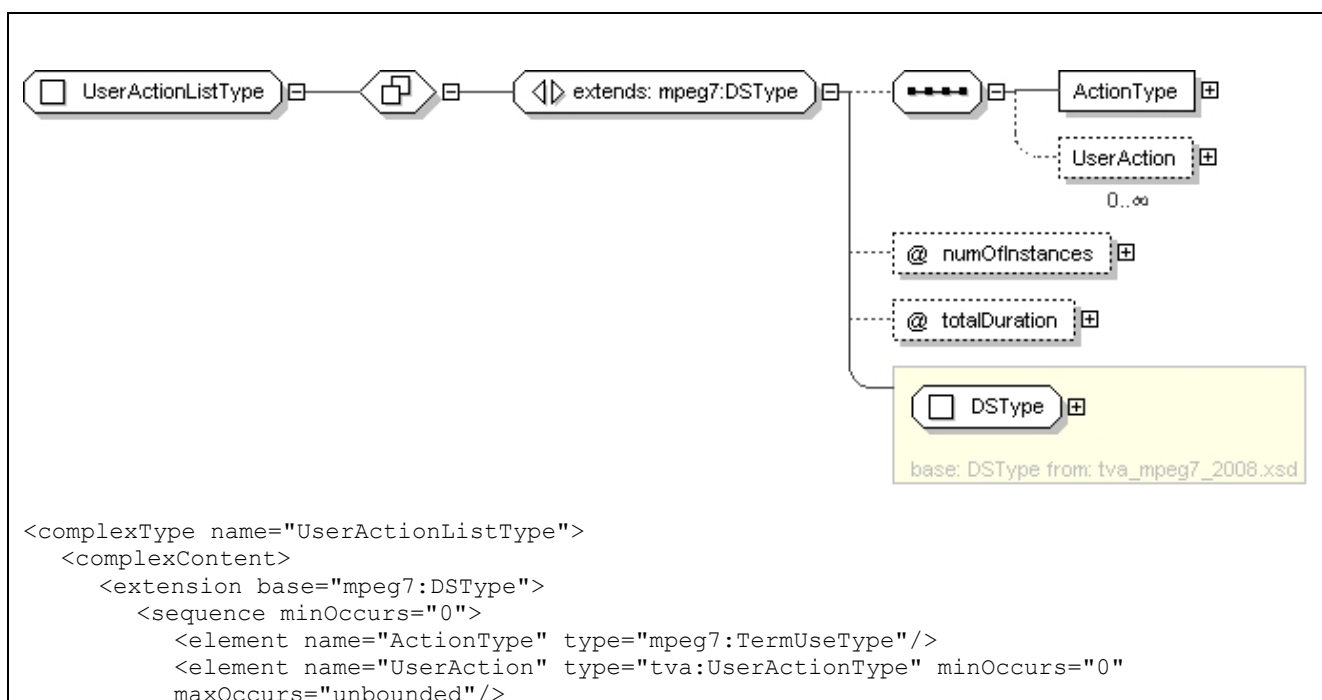 UserActionListType
extends: mpeg7:DSType
ActionType
UserAction
0..∞
@ numOfInstances
@ totalDuration
DSType
base: DSType from: tva_mpeg7_2008.xsd
<complexType name="UserActionListType">
<complexContent>
<extension base="mpeg7:DSType">
<sequence minOccurs="0">
<element name="ActionType" type="mpeg7:TermUseType"/>
<element name="UserAction" type="tva:UserActionType" minOccurs="0"
maxOccurs="unbounded"/>